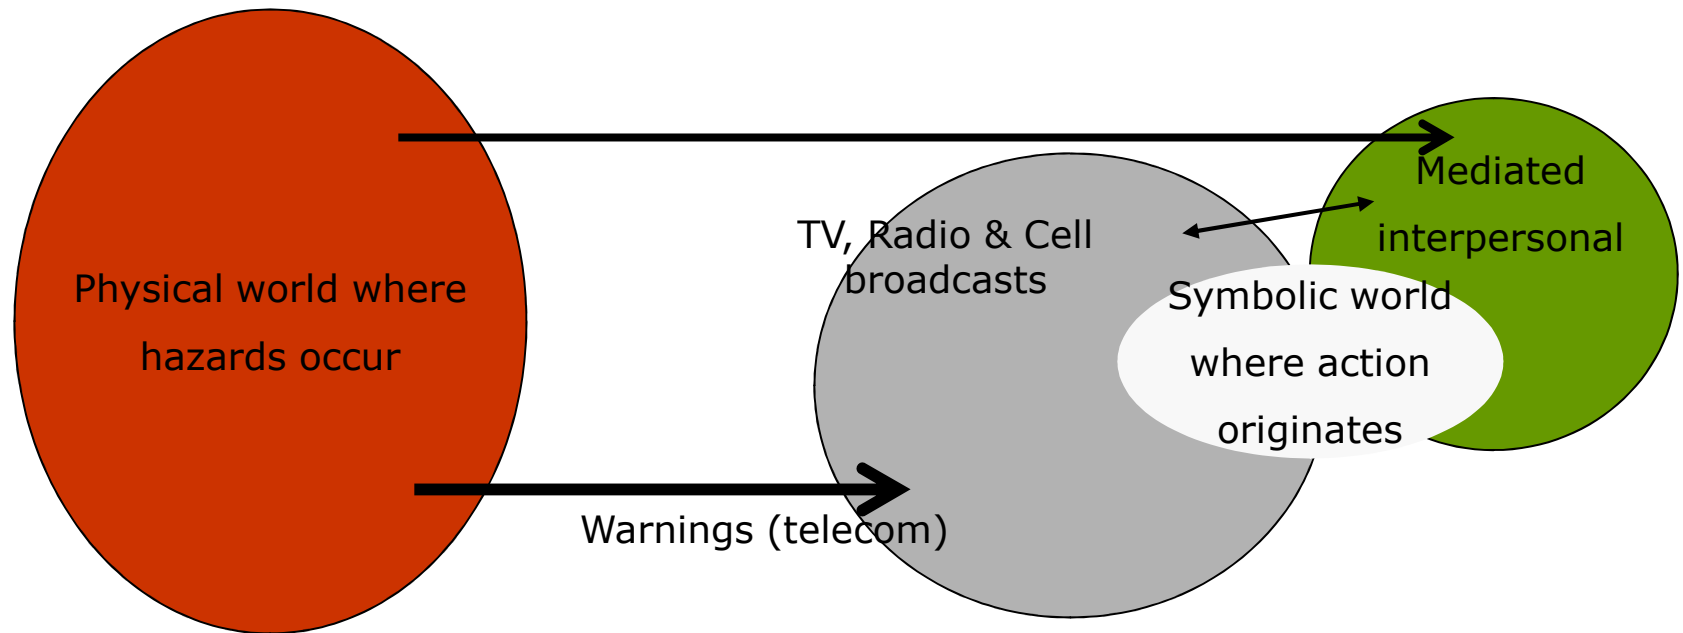 Physical world where
hazards occur
TV, Radio & Cell
broadcasts
Mediated
interpersonal
Symbolic world
where action
originates
Warnings (telecom)